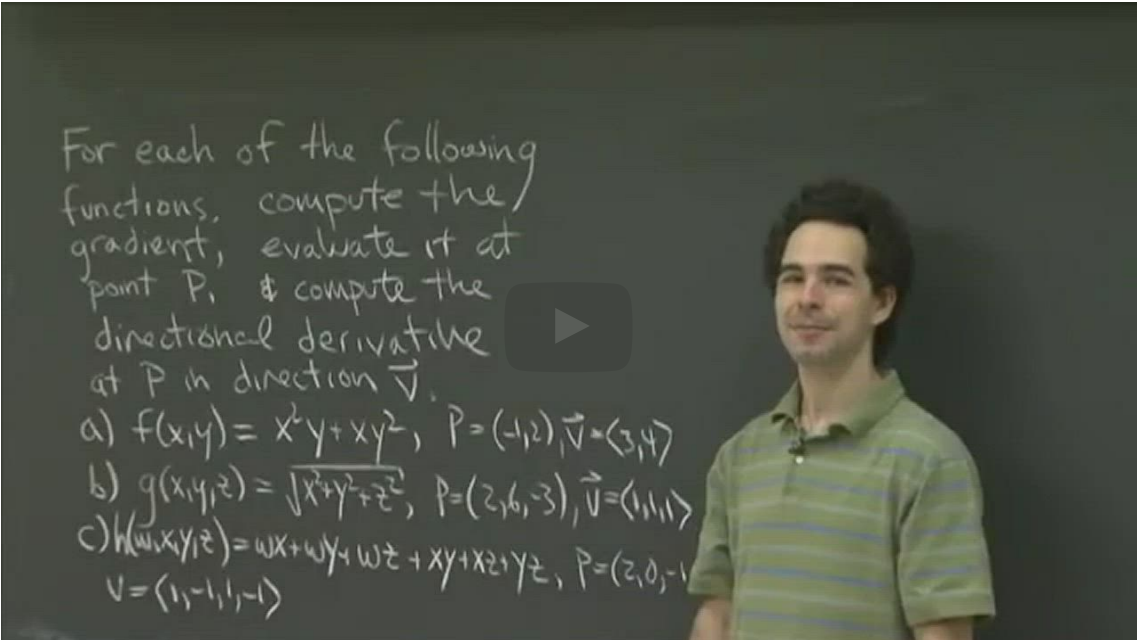 For each of the following
functions, compute the
gradient, evaluate it at
point P, & compute the
directional derivative
at P in direction v⃗.
a) f(x,y) = x²y + xy², P = (-1,2), v⃗ = ⟨3,4⟩
b) g(x,y,z) = √(x²+y²+z²), P = (2,6,-3), v⃗ = ⟨1,1,1⟩
c) h(w,x,y,z) = wx + wy + wz + xy + xz + yz, P = (2,0,-1
v = ⟨1,-1,1,-1⟩